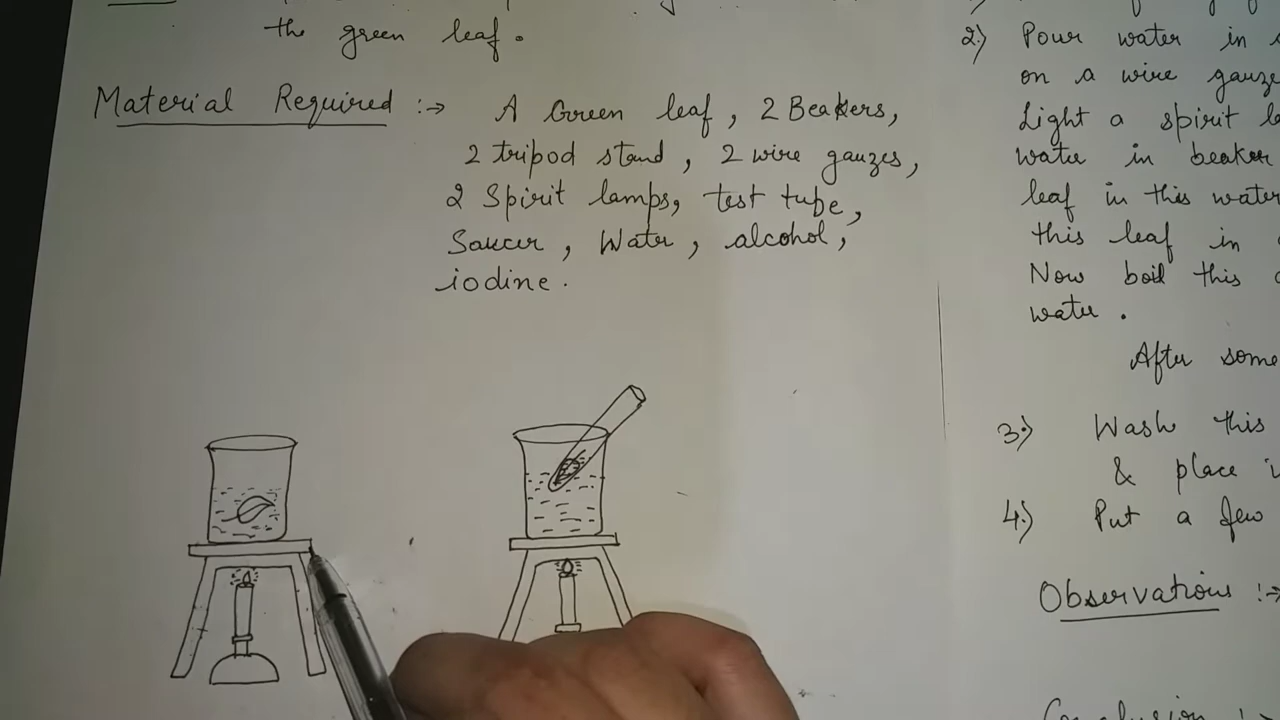 the green leaf.
Material Required :→ A Green leaf, 2 Beakers,
2 tripod stand, 2 wire gauzes,
2 Spirit lamps, test tube,
Saucer, Water, alcohol,
iodine.
2) Pour water in
on a wire gauze
Light a spirit
water in beaker
leaf in this water
this leaf in
Now boil this
water.
After some
3) Wash this
& place
4) Put a few
Observations :→
Conclusion :→